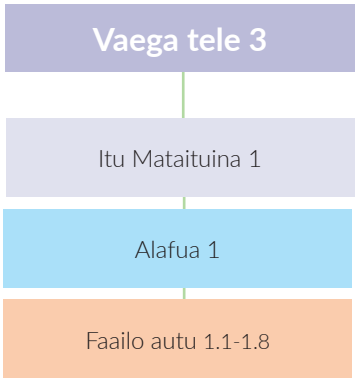 Vaega tele 3
Itu Mataituina 1
Alafua 1
Faailo autu 1.1-1.8